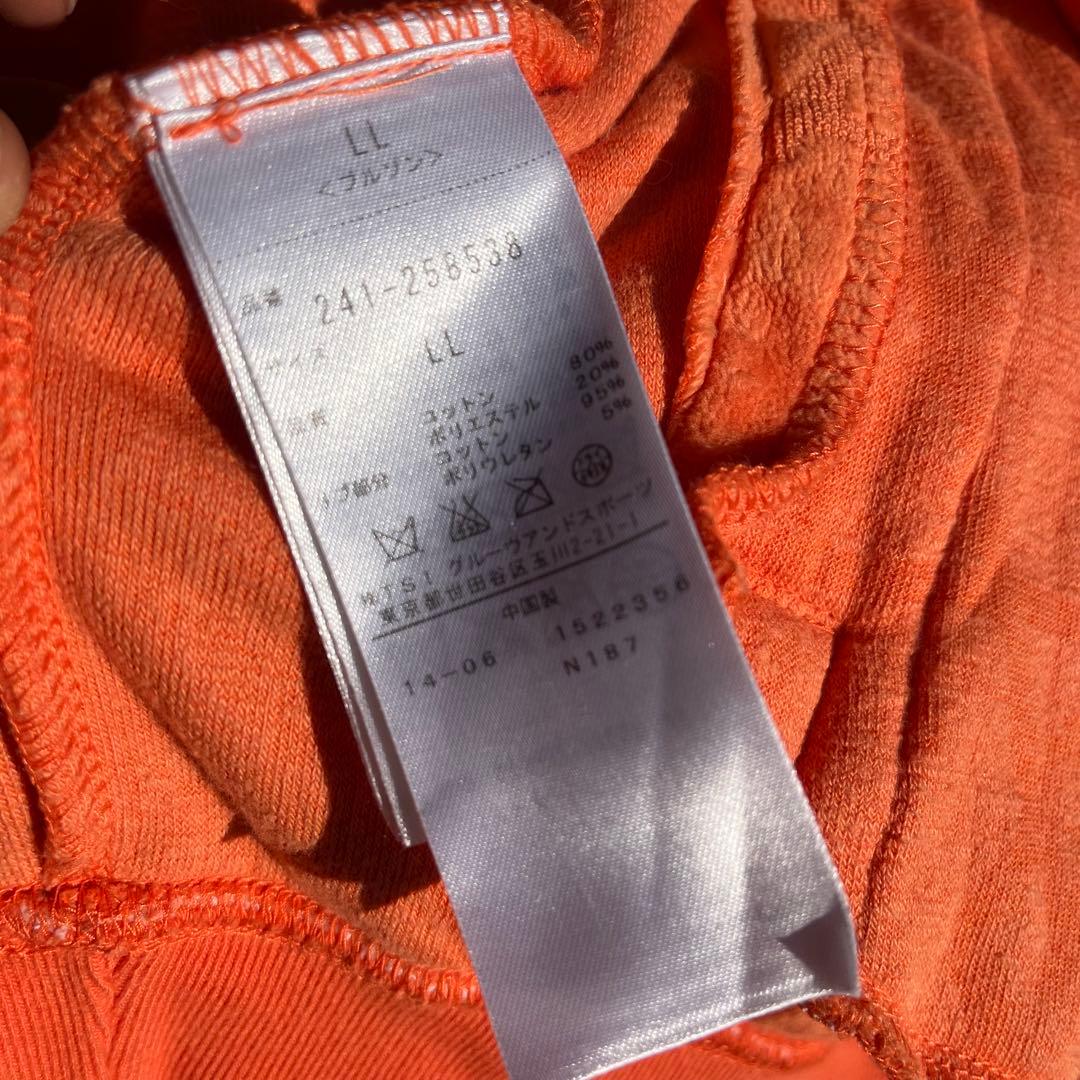 LL
<ブルゾン>
品番 241-258538
サイズ LL
品質 コットン 80%
ポリエステル 20%
リブ部分 コットン 95%
ポリウレタン 5%
㈱TSI グルーヴアンドスポーツ
東京都世田谷区玉川2-21-1
中国製
14-06 1522356
N187